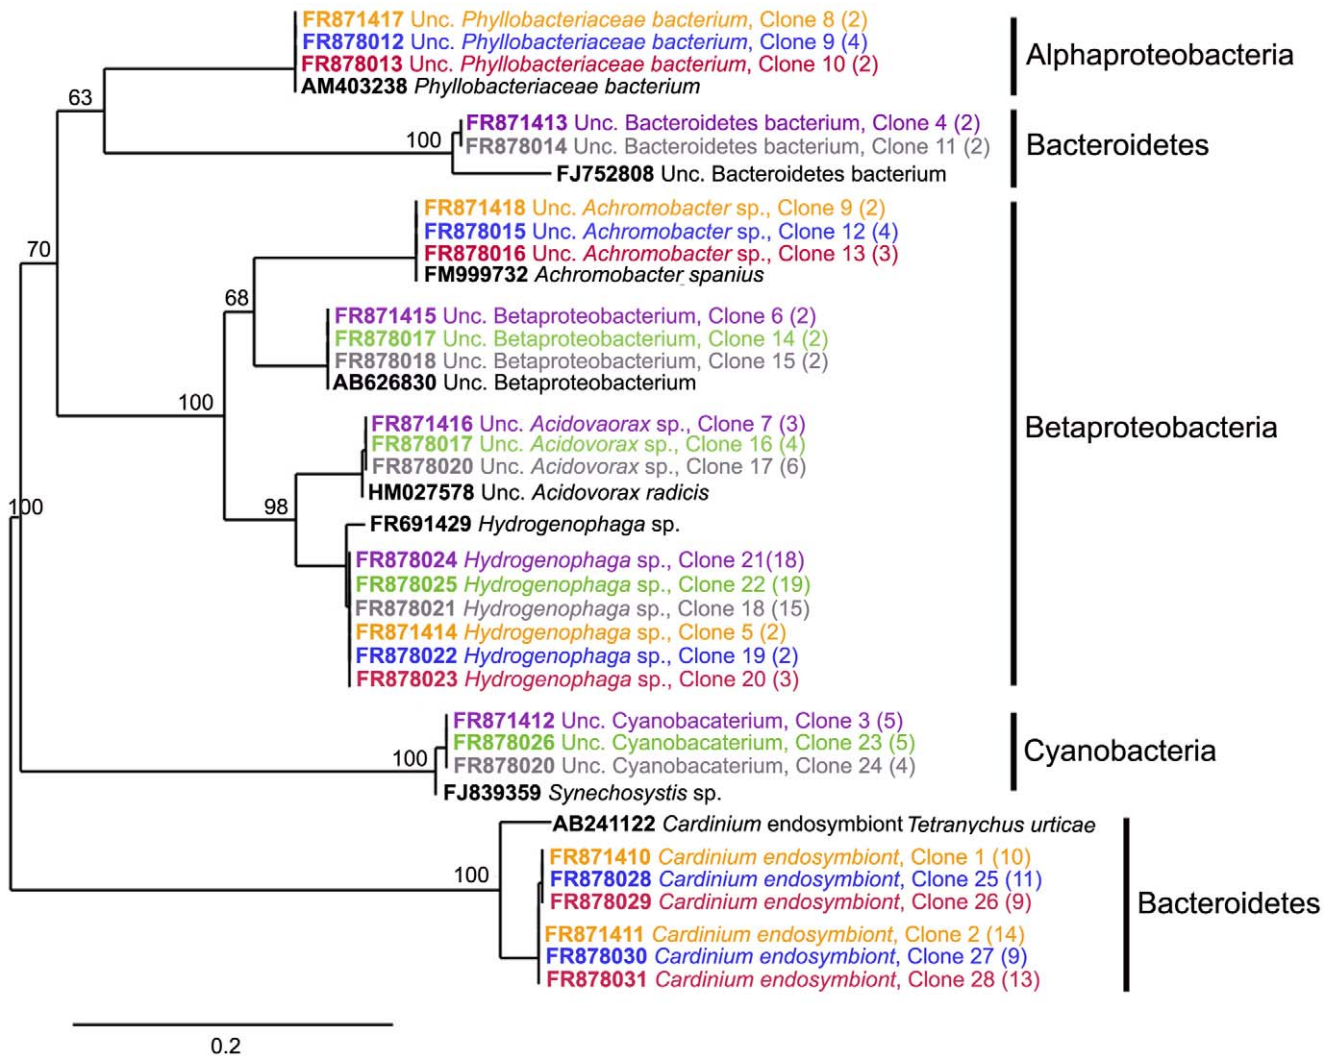 FR871417 Unc. Phyllobacteriaceae bacterium, Clone 8 (2)
FR878012 Unc. Phyllobacteriaceae bacterium, Clone 9 (4)
FR878013 Unc. Phyllobacteriaceae bacterium, Clone 10 (2)
AM403238 Phyllobacteriaceae bacterium
Alphaproteobacteria
63
FR871413 Unc. Bacteroidetes bacterium, Clone 4 (2)
FR878014 Unc. Bacteroidetes bacterium, Clone 11 (2)
FJ752808 Unc. Bacteroidetes bacterium
100
Bacteroidetes
70
FR871418 Unc. Achromobacter sp., Clone 9 (2)
FR878015 Unc. Achromobacter sp., Clone 12 (4)
FR878016 Unc. Achromobacter sp., Clone 13 (3)
FM999732 Achromobacter spanius
68
FR871415 Unc. Betaproteobacterium, Clone 6 (2)
FR878017 Unc. Betaproteobacterium, Clone 14 (2)
FR878018 Unc. Betaproteobacterium, Clone 15 (2)
AB626830 Unc. Betaproteobacterium
100
FR871416 Unc. Acidovaorax sp., Clone 7 (3)
FR878017 Unc. Acidovorax sp., Clone 16 (4)
FR878020 Unc. Acidovorax sp., Clone 17 (6)
HM027578 Unc. Acidovorax radicis
Betaproteobacteria
98
100
FR691429 Hydrogenophaga sp.
FR878024 Hydrogenophaga sp., Clone 21(18)
FR878025 Hydrogenophaga sp., Clone 22 (19)
FR878021 Hydrogenophaga sp., Clone 18 (15)
FR871414 Hydrogenophaga sp., Clone 5 (2)
FR878022 Hydrogenophaga sp., Clone 19 (2)
FR878023 Hydrogenophaga sp., Clone 20 (3)
FR871412 Unc. Cyanobacaterium, Clone 3 (5)
FR878026 Unc. Cyanobacaterium, Clone 23 (5)
FR878020 Unc. Cyanobacaterium, Clone 24 (4)
FJ839359 Synechosystis sp.
100
Cyanobacteria
AB241122 Cardinium endosymbiont Tetranychus urticae
FR871410 Cardinium endosymbiont, Clone 1 (10)
FR878028 Cardinium endosymbiont, Clone 25 (11)
FR878029 Cardinium endosymbiont, Clone 26 (9)
FR871411 Cardinium endosymbiont, Clone 2 (14)
FR878030 Cardinium endosymbiont, Clone 27 (9)
FR878031 Cardinium endosymbiont, Clone 28 (13)
100
Bacteroidetes
0.2